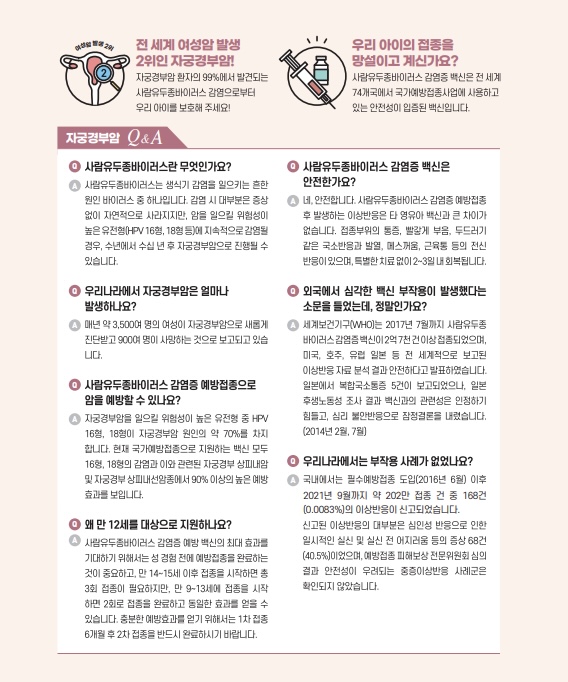 여성암 발생 2위
2
전 세계 여성암 발생
2위인 자궁경부암!
자궁경부암 환자의 99%에서 발견되는
사람유두종바이러스 감염으로부터
우리 아이를 보호해 주세요!
우리 아이의 접종을
망설이고 계신가요?
사람유두종바이러스 감염증 백신은 전 세계
74개국에서 국가예방접종사업에 사용하고
있는 안전성이 입증된 백신입니다.
자궁경부암 Q&A
Q 사람유두종바이러스란 무엇인가요?
A 사람유두종바이러스는 생식기 감염을 일으키는 흔한
원인 바이러스 중 하나입니다. 감염 시 대부분은 증상
없이 자연적으로 사라지지만, 암을 일으킬 위험성이
높은 유전형(HPV 16형, 18형 등)에 지속적으로 감염될
경우, 수년에서 수십 년 후 자궁경부암으로 진행될 수
있습니다.
Q 우리나라에서 자궁경부암은 얼마나
발생하나요?
A 매년 약 3,500여 명의 여성이 자궁경부암으로 새롭게
진단받고 900여 명이 사망하는 것으로 보고되고 있습
니다.
Q 사람유두종바이러스 감염증 예방접종으로
암을 예방할 수 있나요?
A 자궁경부암을 일으킬 위험성이 높은 유전형 중 HPV
16형, 18형이 자궁경부암 원인의 약 70%를 차지
합니다. 현재 국가예방접종으로 지원하는 백신 모두
16형, 18형의 감염과 이와 관련된 자궁경부 상피내암
및 자궁경부 상피내선암종에서 90% 이상의 높은 예방
효과를 보입니다.
Q 왜 만 12세를 대상으로 지원하나요?
A 사람유두종바이러스 감염증 예방 백신의 최대 효과를
기대하기 위해서는 성 경험 전에 예방접종을 완료하는
것이 중요하고, 만 14~15세 이후 접종을 시작하면 총
3회 접종이 필요하지만, 만 9~13세에 접종을 시작
하면 2회로 접종을 완료하고 동일한 효과를 얻을 수
있습니다. 충분한 예방효과를 얻기 위해서는 1차 접종
6개월 후 2차 접종을 반드시 완료하시기 바랍니다.
Q 사람유두종바이러스 감염증 백신은
안전한가요?
A 네, 안전합니다. 사람유두종바이러스 감염증 예방접종
후 발생하는 이상반응은 타 영유아 백신과 큰 차이가
없습니다. 접종부위의 통증, 빨갛게 부음, 두드러기
같은 국소반응과 발열, 메스꺼움, 근육통 등의 전신
반응이 있으며, 특별한 치료 없이 2~3일 내 회복됩니다.
Q 외국에서 심각한 백신 부작용이 발생했다는
소문을 들었는데, 정말인가요?
A 세계보건기구(WHO)는 2017년 7월까지 사람유두종
바이러스 감염증 백신이 2억 7천 건 이상 접종되었으며,
미국, 호주, 유럽 일본 등 전 세계적으로 보고된
이상반응 자료 분석 결과 안전하다고 발표하였습니다.
일본에서 복합국소통증 5건이 보고되었으나, 일본
후생노동성 조사 결과 백신과의 관련성은 인정하기
힘들고, 심리 불안반응으로 잠정결론을 내렸습니다.
(2014년 2월, 7월)
Q 우리나라에서는 부작용 사례가 없었나요?
A 국내에서는 필수예방접종 도입(2016년 6월) 이후
2021년 9월까지 약 202만 접종 건 중 168건
(0.0083%)의 이상반응이 신고되었습니다.
신고된 이상반응의 대부분은 심인성 반응으로 인한
일시적인 실신 및 실신 전 어지러움 등의 증상 68건
(40.5%)이었으며, 예방접종 피해보상 전문위원회 심의
결과 안전성이 우려되는 중증이상반응 사례군은
확인되지 않았습니다.